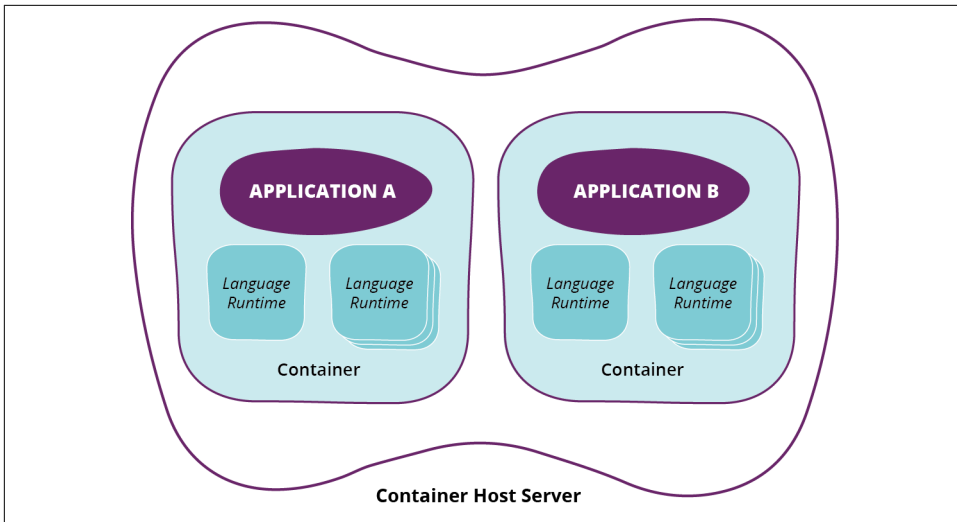 APPLICATION A
APPLICATION B
Language
Runtime
Language
Runtime
Language
Runtime
Language
Runtime
Container
Container
Container Host Server